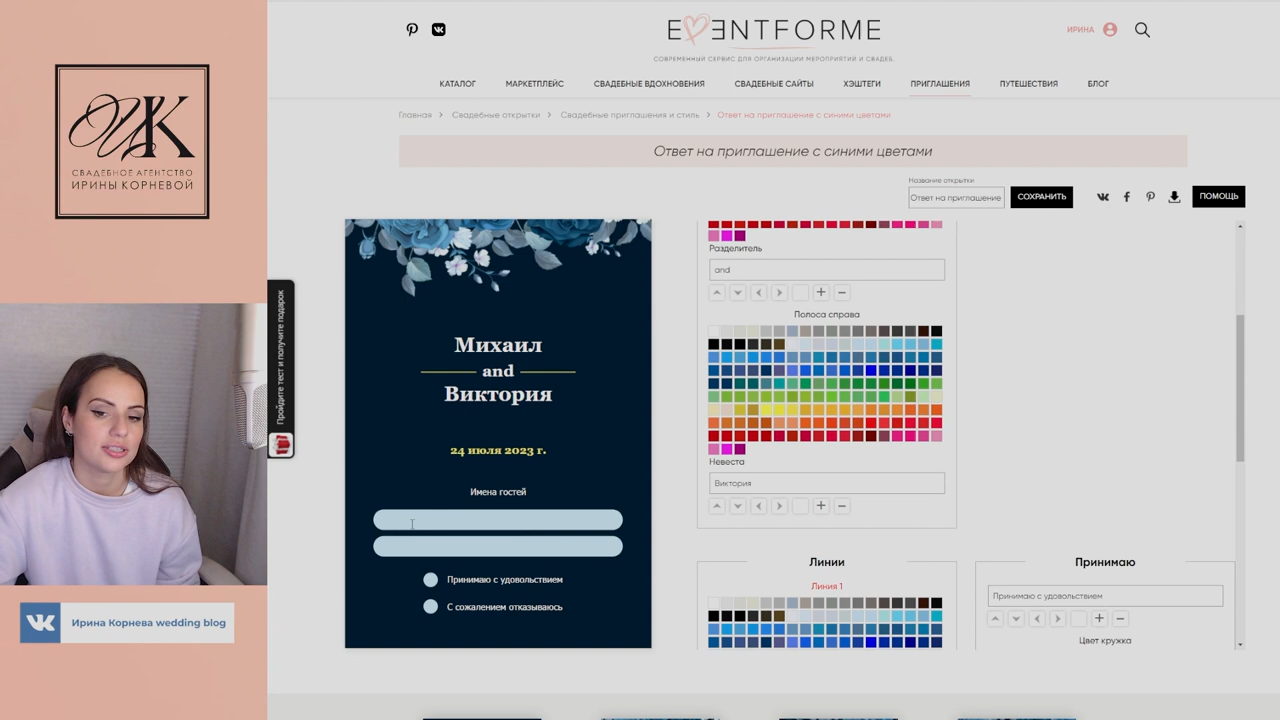 ИК
СВАДЕБНОЕ АГЕНТСТВО
ИРИНЫ КОРНЕВОЙ
Ирина Корнева wedding blog
Пройдите тест и получите подарок
EVENTFORME
СОВРЕМЕННЫЙ СЕРВИС ДЛЯ ОРГАНИЗАЦИИ МЕРОПРИЯТИЙ И СВАДЕБ.
ИРИНА
КАТАЛОГ МАРКЕТПЛЕЙС СВАДЕБНЫЕ ВДОХНОВЕНИЯ СВАДЕБНЫЕ САЙТЫ ХЭШТЕГИ ПРИГЛАШЕНИЯ ПУТЕШЕСТВИЯ БЛОГ
Главная > Свадебные открытки > Свадебные приглашения и стиль > Ответ на приглашение с синими цветами
Ответ на приглашение с синими цветами
Название открытки
Ответ на приглашение СОХРАНИТЬ ПОМОЩЬ
Михаил
and
Виктория
24 июля 2023 г.
Имена гостей
Принимаю с удовольствием
С сожалением отказываюсь
Разделитель
and
Полоса справа
Невеста
Виктория
Линии
Линия 1
Принимаю
Принимаю с удовольствием
Цвет кружка